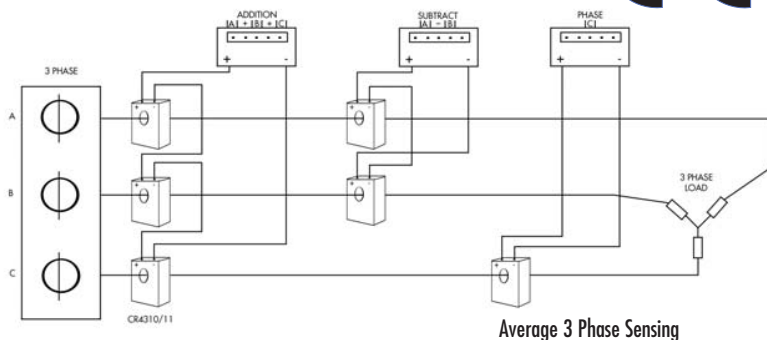 ADDITION
|A| + |B| + |C|
+ -
SUBTRACT
|A| - |B|
+ -
PHASE
|C|
+ -
3 PHASE
A
+ -
+ -
B
+ -
+ -
3 PHASE
LOAD
C
+ -
+ -
CR4310/11
Average 3 Phase Sensing